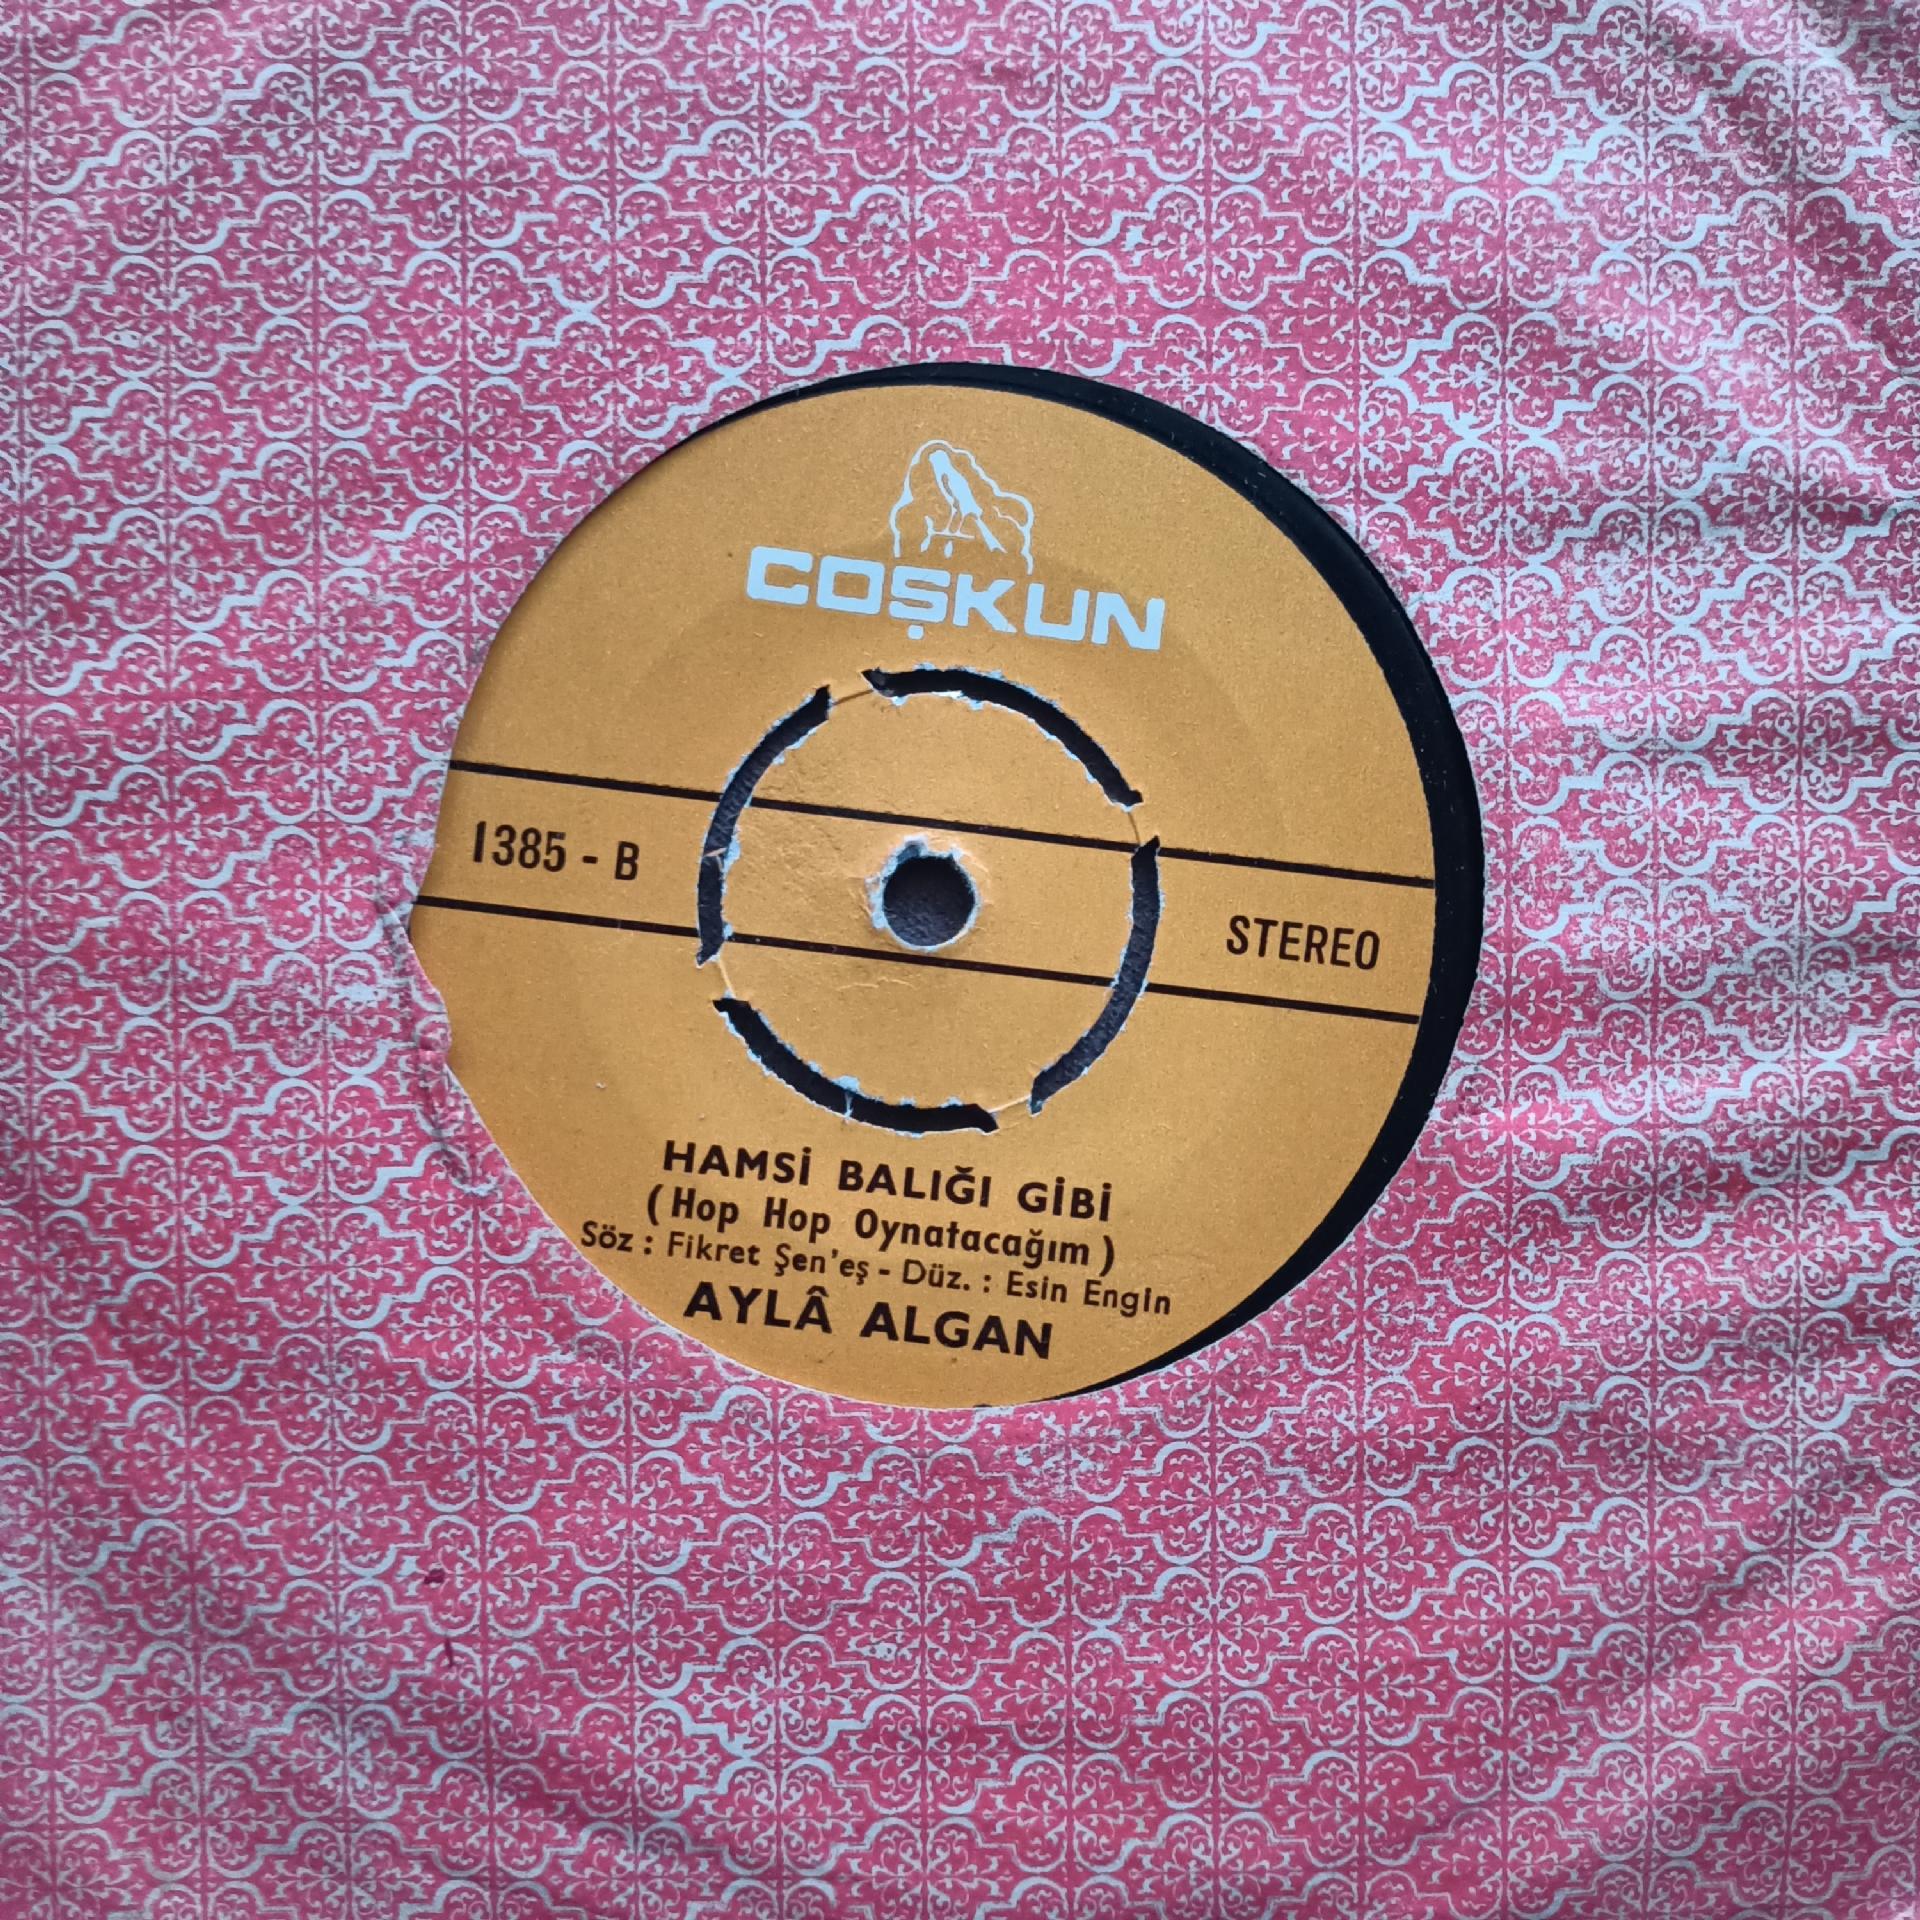 COŞKUN
1385 - B
STEREO
HAMSİ BALIĞI GİBİ
(Hop Hop Oynatacağım)
Söz : Fikret Şen'eş - Düz. : Esin Engin
AYLÂ ALGAN